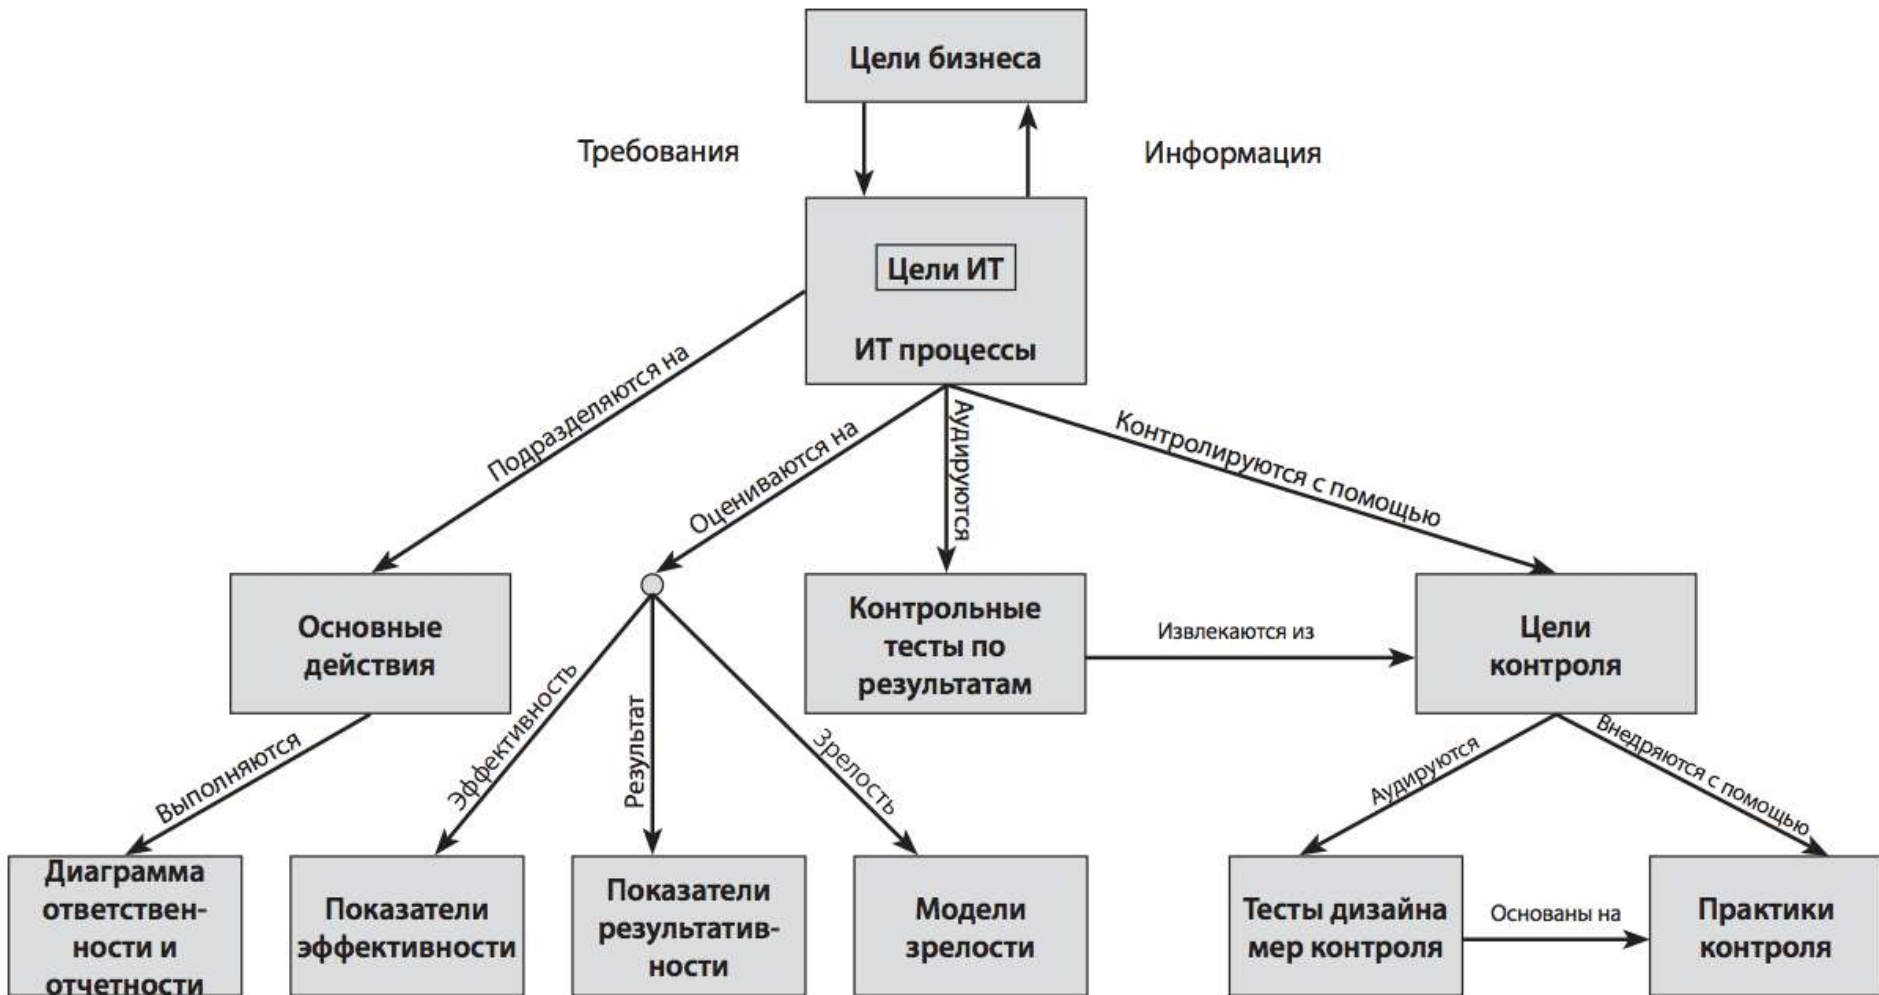 Цели бизнеса
Требования
Информация
Цели ИТ
ИТ процессы
Подразделяются на
Оцениваются на
Аудируются
Контролируются с помощью
Основные
действия
Контрольные
тесты по
результатам
Извлекаются из
Цели
контроля
Выполняются
Эффективность
Результат
Зрелость
Аудируются
Внедряются с помощью
Диаграмма
ответствен-
ности и
отчетности
Показатели
эффективности
Показатели
результатив-
ности
Модели
зрелости
Тесты дизайна
мер контроля
Основаны на
Практики
контроля